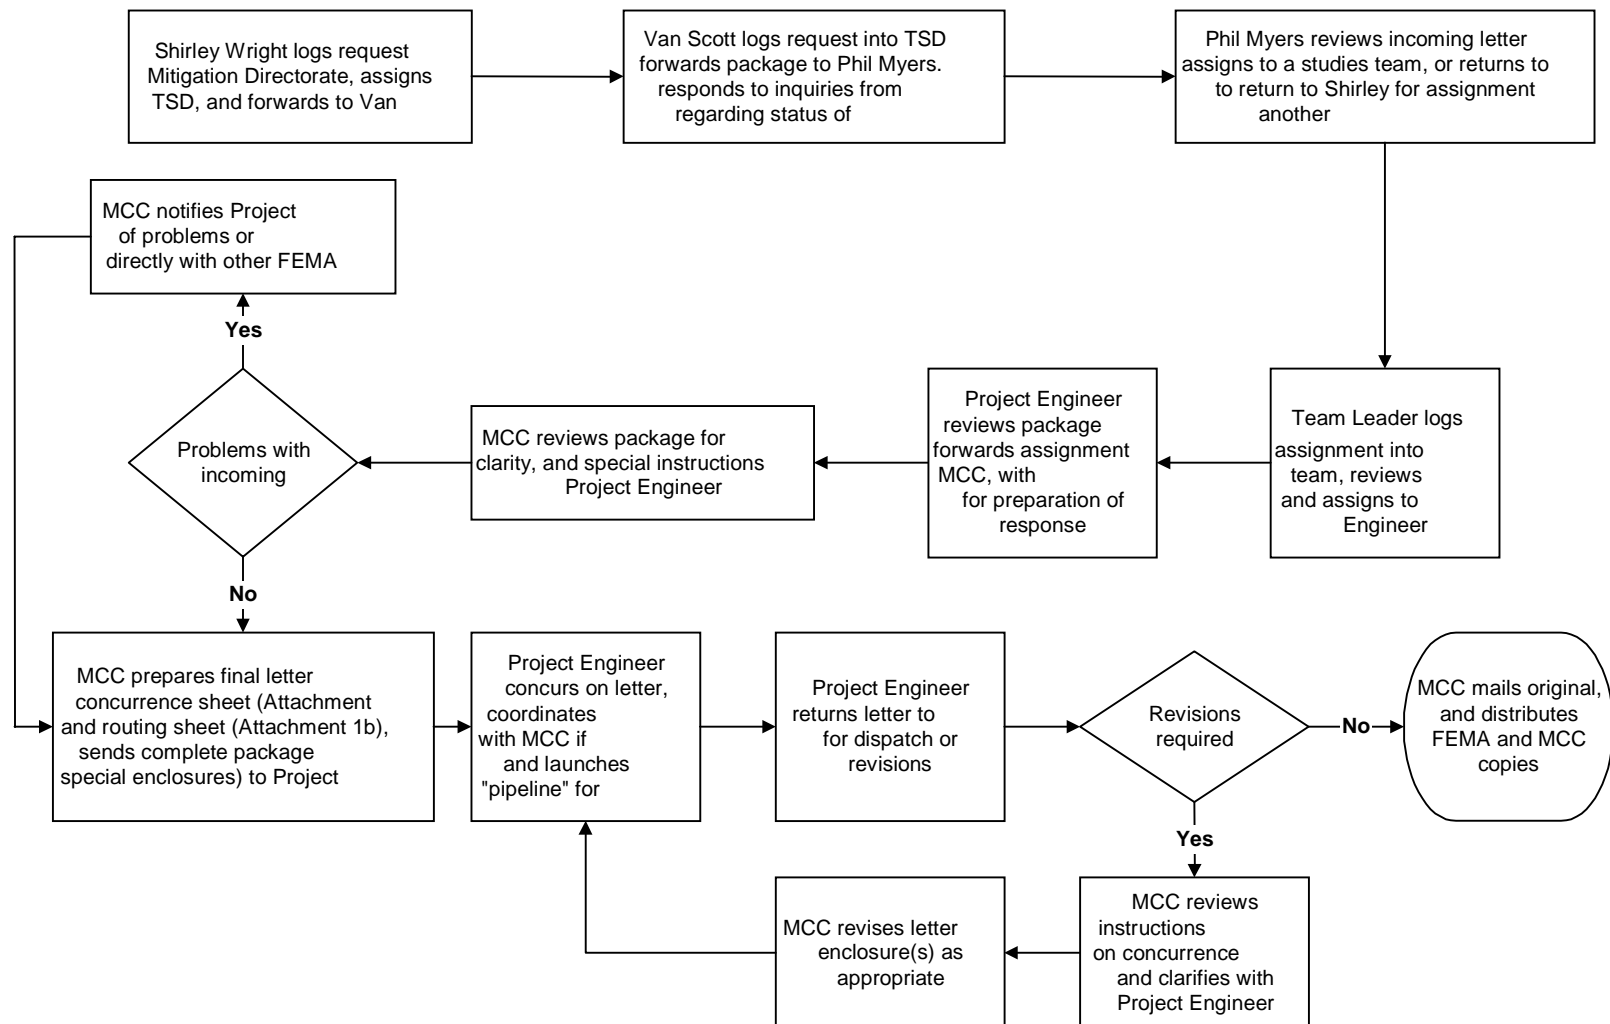 Shirley Wright logs request
Mitigation Directorate, assigns
TSD, and forwards to Van
Van Scott logs request into TSD
forwards package to Phil Myers.
responds to inquiries from
regarding status of
Phil Myers reviews incoming letter
assigns to a studies team, or returns to
to return to Shirley for assignment
another
MCC notifies Project
of problems or
directly with other FEMA
Yes
Problems with
incoming
No
MCC reviews package for
clarity, and special instructions
Project Engineer
Project Engineer
reviews package
forwards assignment
MCC, with
for preparation of
response
Team Leader logs
assignment into
team, reviews
and assigns to
Engineer
MCC prepares final letter
concurrence sheet (Attachment
and routing sheet (Attachment 1b),
sends complete package
special enclosures) to Project
Project Engineer
concurs on letter,
coordinates
with MCC if
and launches
"pipeline" for
Project Engineer
returns letter to
for dispatch or
revisions
Revisions
required
No
MCC mails original,
and distributes
FEMA and MCC
copies
Yes
MCC revises letter
enclosure(s) as
appropriate
MCC reviews
instructions
on concurrence
and clarifies with
Project Engineer